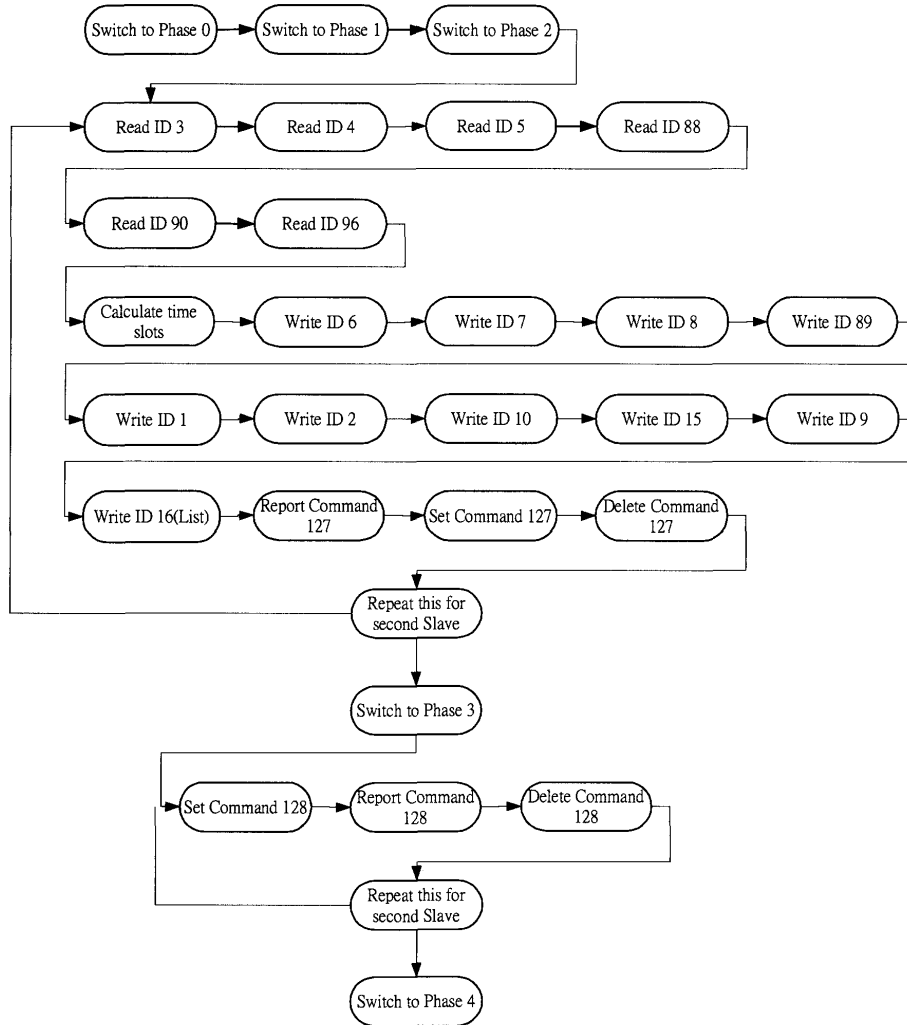 Switch to Phase 0
Switch to Phase 1
Switch to Phase 2
Read ID 3
Read ID 4
Read ID 5
Read ID 88
Read ID 90
Read ID 96
Calculate time
slots
Write ID 6
Write ID 7
Write ID 8
Write ID 89
Write ID 1
Write ID 2
Write ID 10
Write ID 15
Write ID 9
Write ID 16(List)
Report Command
127
Set Command 127
Delete Command
127
Repeat this for
second Slave
Switch to Phase 3
Set Command 128
Report Command
128
Delete Command
128
Repeat this for
second Slave
Switch to Phase 4